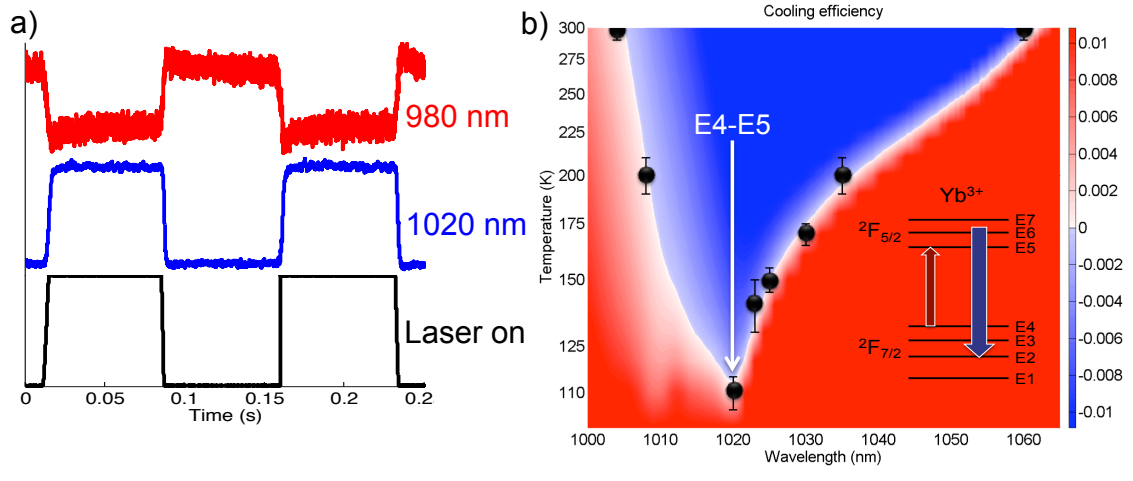 a)
980 nm
1020 nm
Laser on
0 0.05 0.1 0.15 0.2 0.2
Time (s)
b)
Cooling efficiency
300
275
250
225
200
175
150
125
110
Temperature (K)
E4-E5
Yb3+
2F5/2
E7
E6
E5
2F7/2
E4
E3
E2
E1
1000 1010 1020 1030 1040 1050 1060
Wavelength (nm)
0.01
0.008
0.006
0.004
0.002
0
-0.002
-0.004
-0.006
-0.008
-0.01